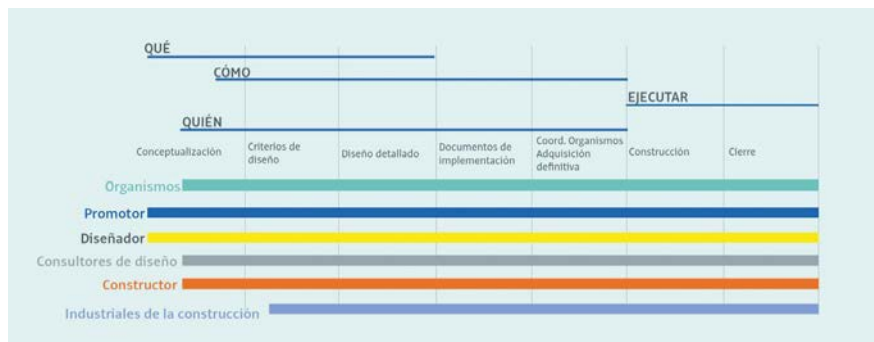 QUÉ
CÓMO
EJECUTAR
QUIÉN
Conceptualización
Criterios de
diseño
Diseño detallado
Documentos de
implementación
Coord. Organismos
Adquisición
definitiva
Construcción
Cierre
Organismos
Promotor
Diseñador
Consultores de diseño
Constructor
Industriales de la construcción